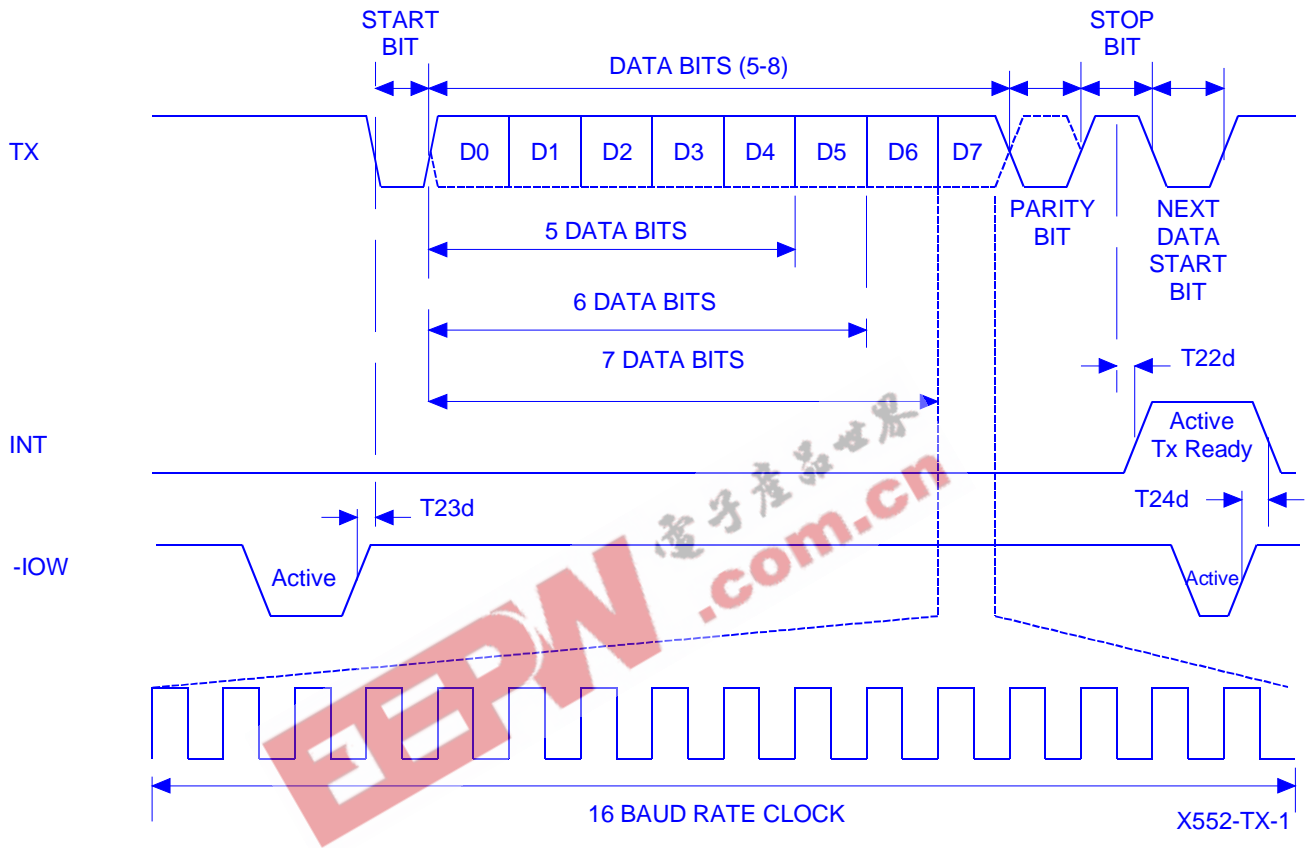 START
BIT
DATA BITS (5-8)
STOP
BIT
TX
D0 D1 D2 D3 D4 D5 D6 D7
PARITY
BIT
NEXT
DATA
START
BIT
5 DATA BITS
6 DATA BITS
7 DATA BITS
T22d
INT
Active
Tx Ready
T23d
T24d
-IOW
Active
Active
電子產品世界
EEPW.com.cn
16 BAUD RATE CLOCK
X552-TX-1